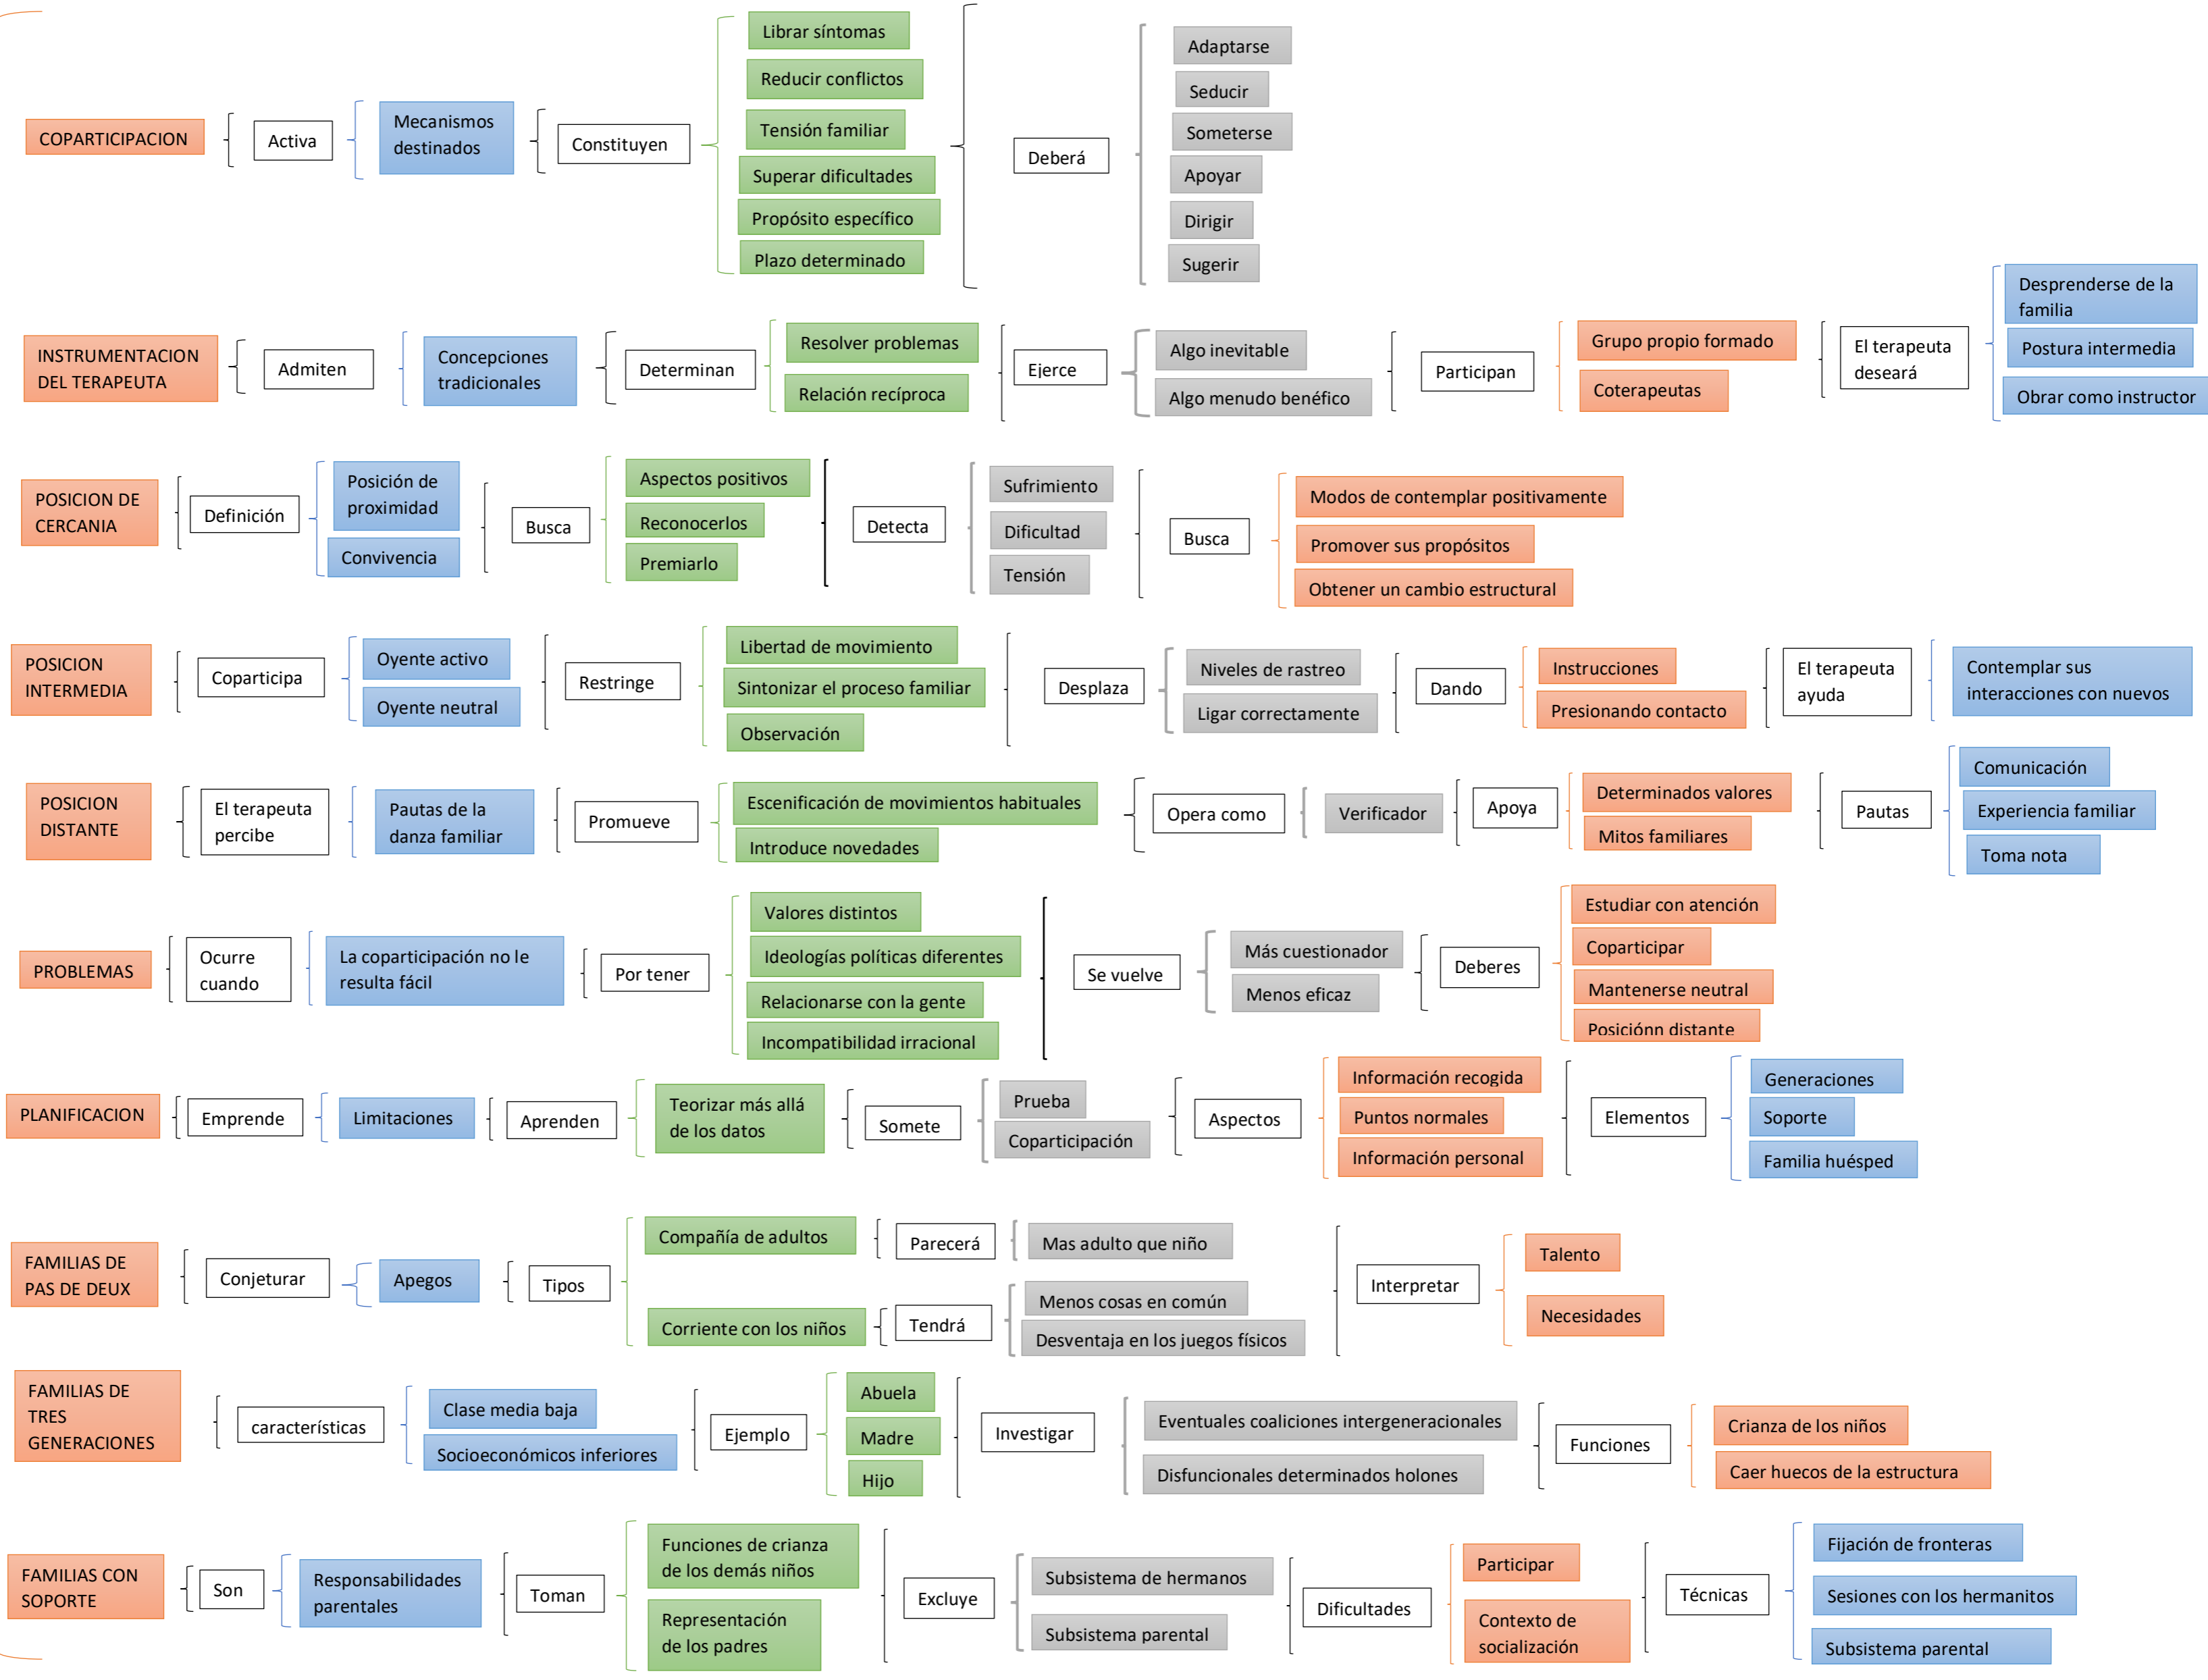 COPARTICIPACION
Activa
Mecanismos
destinados
Constituyen
Librar síntomas
Reducir conflictos
Tensión familiar
Superar dificultades
Propósito específico
Plazo determinado
Deberá
Adaptarse
Seducir
Someterse
Apoyar
Dirigir
Sugerir
INSTRUMENTACION
DEL TERAPEUTA
Admiten
Concepciones
tradicionales
Determinan
Resolver problemas
Relación recíproca
Ejerce
Algo inevitable
Algo menudo benéfico
Participan
Grupo propio formado
Coterapeutas
El terapeuta
deseará
Desprenderse de la
familia
Postura intermedia
Obrar como instructor
POSICION DE
CERCANIA
Definición
Posición de
proximidad
Convivencia
Busca
Aspectos positivos
Reconocerlos
Premiarlo
Detecta
Sufrimiento
Dificultad
Tensión
Busca
Modos de contemplar positivamente
Promover sus propósitos
Obtener un cambio estructural
POSICION
INTERMEDIA
Coparticipa
Oyente activo
Oyente neutral
Restringe
Libertad de movimiento
Sintonizar el proceso familiar
Observación
Desplaza
Niveles de rastreo
Ligar correctamente
Dando
Instrucciones
Presionando contacto
El terapeuta
ayuda
Contemplar sus
interacciones con nuevos
POSICION
DISTANTE
El terapeuta
percibe
Pautas de la
danza familiar
Promueve
Escenificación de movimientos habituales
Introduce novedades
Opera como
Verificador
Apoya
Determinados valores
Mitos familiares
Pautas
Comunicación
Experiencia familiar
Toma nota
PROBLEMAS
Ocurre
cuando
La coparticipación no le
resulta fácil
Por tener
Valores distintos
Ideologías políticas diferentes
Relacionarse con la gente
Incompatibilidad irracional
Se vuelve
Más cuestionador
Menos eficaz
Deberes
Estudiar con atención
Coparticipar
Mantenerse neutral
Posiciónn distante
PLANIFICACION
Emprende
Limitaciones
Aprenden
Teorizar más allá
de los datos
Somete
Prueba
Coparticipación
Aspectos
Información recogida
Puntos normales
Información personal
Elementos
Generaciones
Soporte
Familia huésped
FAMILIAS DE
PAS DE DEUX
Conjeturar
Apegos
Tipos
Compañía de adultos
Parecerá
Mas adulto que niño
Corriente con los niños
Tendrá
Menos cosas en común
Desventaja en los juegos físicos
Interpretar
Talento
Necesidades
FAMILIAS DE
TRES
GENERACIONES
características
Clase media baja
Socioeconómicos inferiores
Ejemplo
Abuela
Madre
Hijo
Investigar
Eventuales coaliciones intergeneracionales
Disfuncionales determinados holones
Funciones
Crianza de los niños
Caer huecos de la estructura
FAMILIAS CON
SOPORTE
Son
Responsabilidades
parentales
Toman
Funciones de crianza
de los demás niños
Representación
de los padres
Excluye
Subsistema de hermanos
Subsistema parental
Dificultades
Participar
Contexto de
socialización
Técnicas
Fijación de fronteras
Sesiones con los hermanitos
Subsistema parental